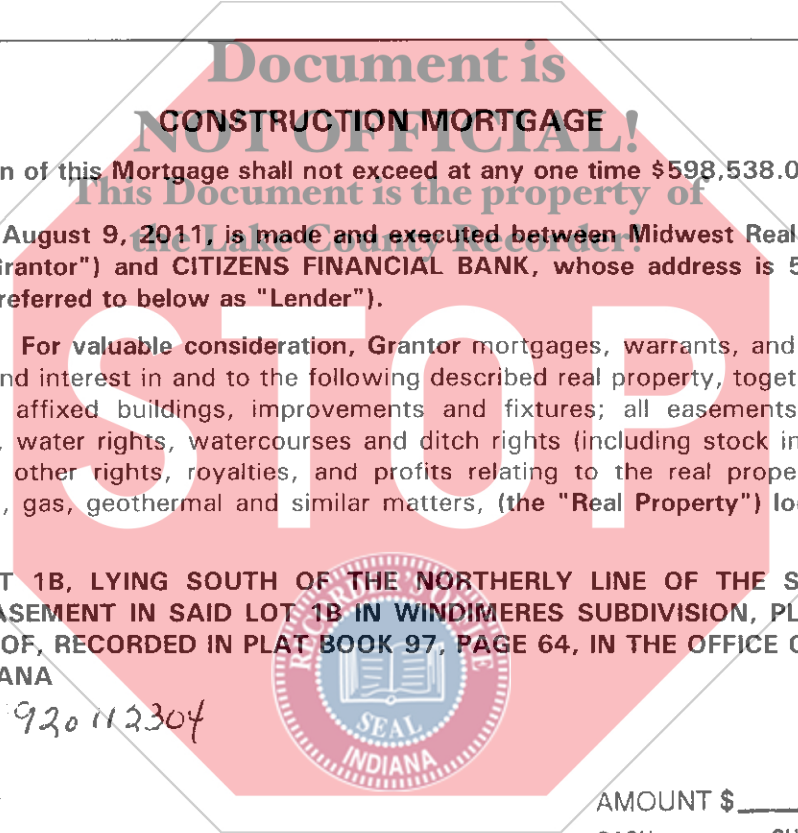 Document is
NOT OFFICIAL!
CONSTRUCTION MORTGAGE
n of this Mortgage shall not exceed at any one time $598,538.0
This Document is the property of
the Lake County Recorder!
August 9, 2011, is made and executed between Midwest Real
Grantor") and CITIZENS FINANCIAL BANK, whose address is 5
referred to below as "Lender").
For valuable consideration, Grantor mortgages, warrants, and
nd interest in and to the following described real property, toget
affixed buildings, improvements and fixtures; all easements
, water rights, watercourses and ditch rights (including stock in
other rights, royalties, and profits relating to the real prope
, gas, geothermal and similar matters, (the "Real Property") lo
STOP
T 1B, LYING SOUTH OF THE NORTHERLY LINE OF THE S
ASEMENT IN SAID LOT 1B IN WINDIMERES SUBDIVISION, PL
OF, RECORDED IN PLAT BOOK 97, PAGE 64, IN THE OFFICE O
ANA
920112304
SEAL
INDIANA
AMOUNT $